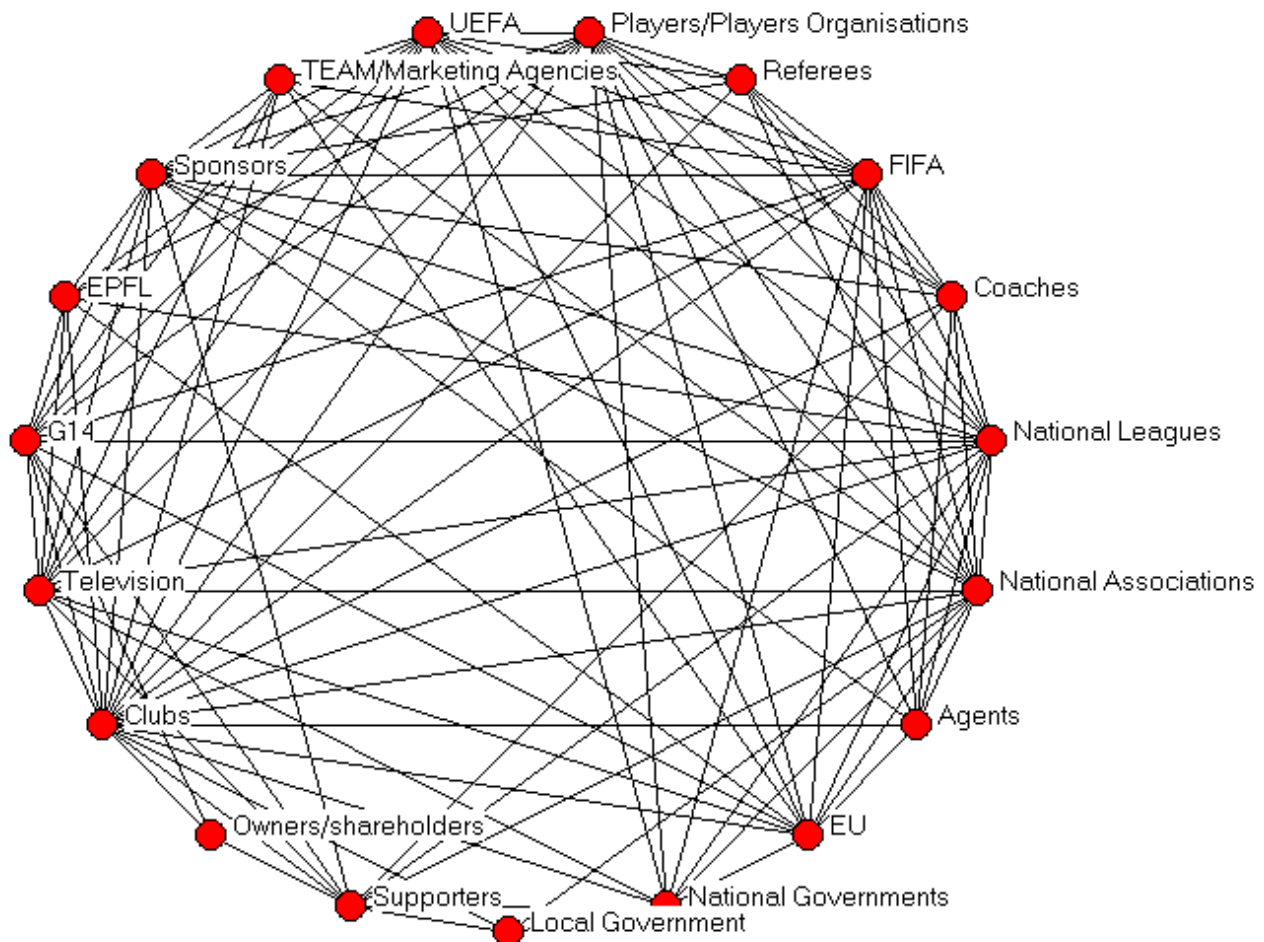 UEFA
Players/Players Organisations
TEAM/Marketing Agencies
Referees
Sponsors
FIFA
EPFL
Coaches
G14
National Leagues
Television
National Associations
Clubs
Agents
Owners/shareholders
EU
Supporters
National Governments
Local Government